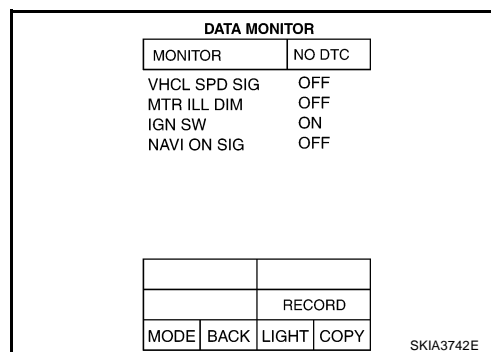 DATA MONITOR
MONITOR NO DTC
VHCL SPD SIG OFF
MTR ILL DIM OFF
IGN SW ON
NAVI ON SIG OFF
RECORD
MODE BACK LIGHT COPY
SKIA3742E